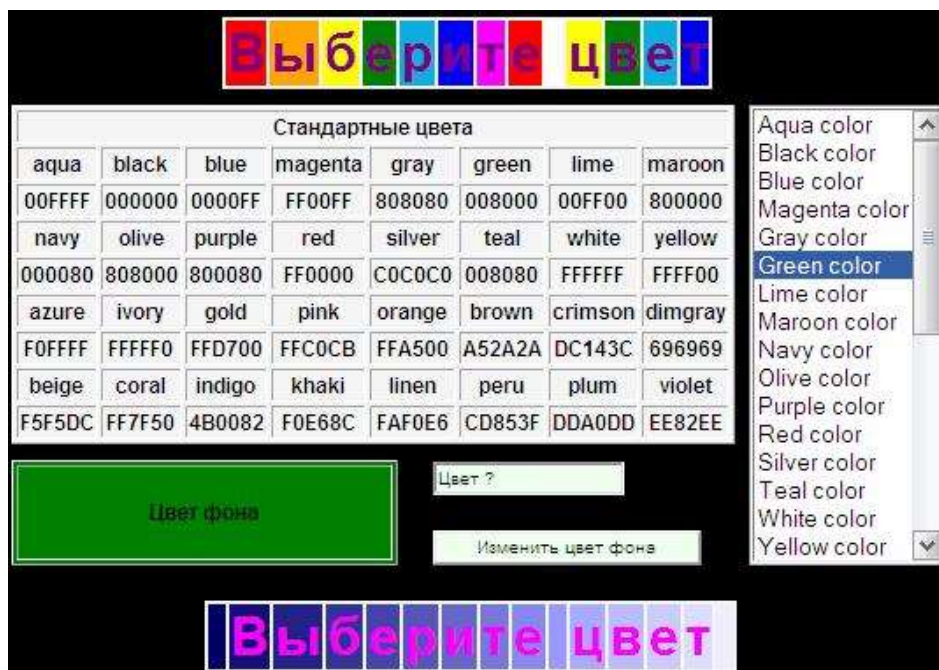 Выберите цвет
Стандартные цвета
aqua black blue magenta gray green lime maroon
00FFFF 000000 0000FF FF00FF 808080 008000 00FF00 800000
navy olive purple red silver teal white yellow
000080 808000 800080 FF0000 C0C0C0 008080 FFFFFF FFFF00
azure ivory gold pink orange brown crimson dimgray
F0FFFF FFFFF0 FFD700 FFC0CB FFA500 A52A2A DC143C 696969
beige coral indigo khaki linen peru plum violet
F5F5DC FF7F50 4B0082 F0E68C FAF0E6 CD853F DDA0DD EE82EE
Aqua color
Black color
Blue color
Magenta color
Gray color
Green color
Lime color
Maroon color
Navy color
Olive color
Purple color
Red color
Silver color
Teal color
White color
Yellow color
Цвет фона
Цвет ?
Изменить цвет фона
Выберите цвет